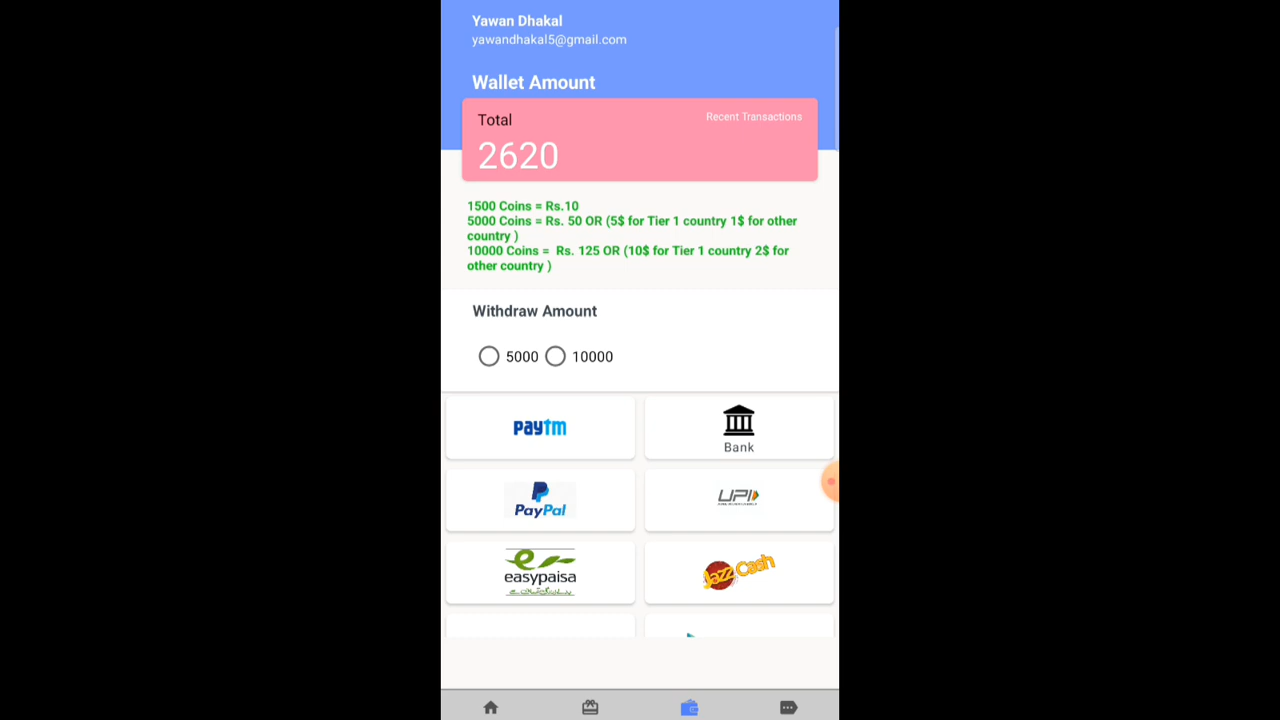 Yawan Dhakal
yawandhakal5@gmail.com
Wallet Amount
Total
Recent Transactions
2620
1500 Coins = Rs.10
5000 Coins = Rs. 50 OR (5$ for Tier 1 country 1$ for other
country )
10000 Coins =  Rs. 125 OR (10$ for Tier 1 country 2$ for
other country )
Withdraw Amount
5000
10000
paytm
Bank
PayPal
UPI
easypaisa
Jazz Cash